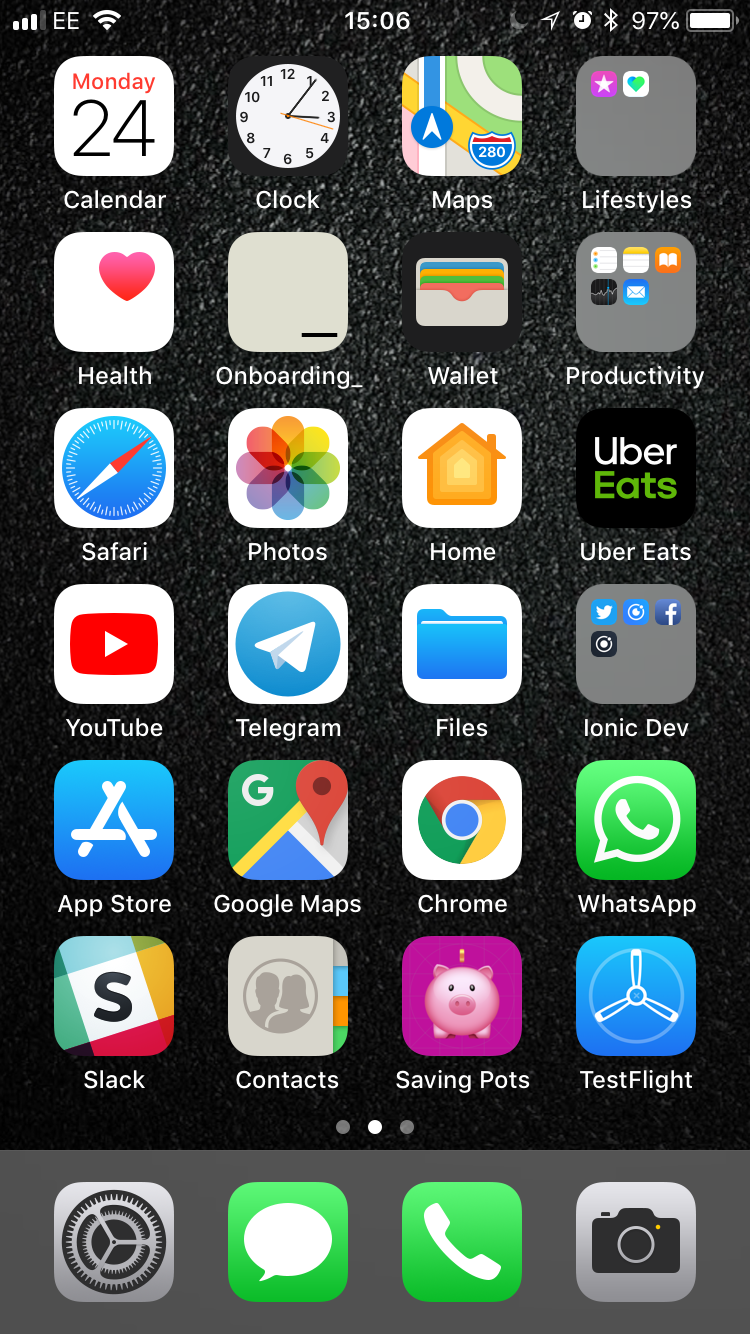 EE 15:06 97%
Monday
24
12
11 1
10 2
9 3
8 4
7 5
6
280
Calendar Clock Maps Lifestyles
Health Onboarding_ Wallet Productivity
Uber
Eats
Safari Photos Home Uber Eats
YouTube Telegram Files Ionic Dev
G
App Store Google Maps Chrome WhatsApp
S
Slack Contacts Saving Pots TestFlight